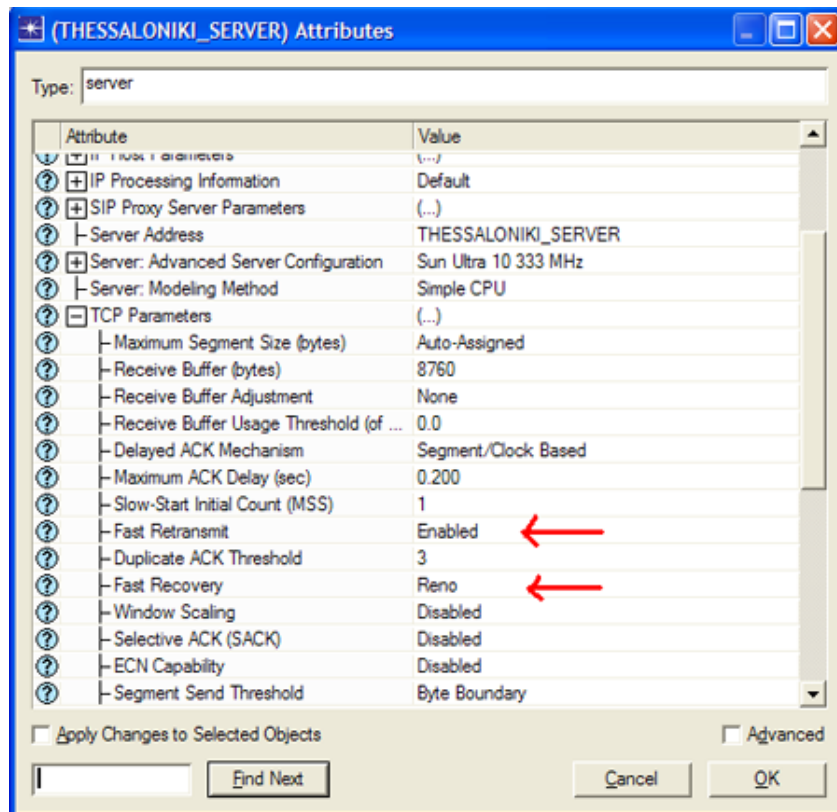 (THESSALONIKI_SERVER) Attributes
Type: server
Attribute Value
IP Host Parameters (...)
IP Processing Information Default
SIP Proxy Server Parameters (...)
Server Address THESSALONIKI_SERVER
Server: Advanced Server Configuration Sun Ultra 10 333 MHz
Server: Modeling Method Simple CPU
TCP Parameters (...)
Maximum Segment Size (bytes) Auto-Assigned
Receive Buffer (bytes) 8760
Receive Buffer Adjustment None
Receive Buffer Usage Threshold (of ... 0.0
Delayed ACK Mechanism Segment/Clock Based
Maximum ACK Delay (sec) 0.200
Slow-Start Initial Count (MSS) 1
Fast Retransmit Enabled
Duplicate ACK Threshold 3
Fast Recovery Reno
Window Scaling Disabled
Selective ACK (SACK) Disabled
ECN Capability Disabled
Segment Send Threshold Byte Boundary
Apply Changes to Selected Objects Advanced
Find Next Cancel OK